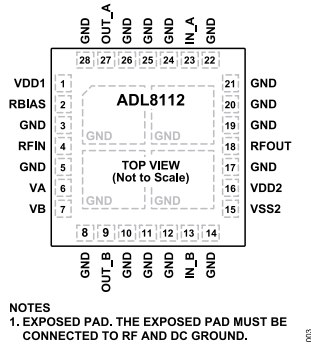 GND OUT_A GND GND GND IN_A GND
28 27 26 25 24 23 22
VDD1 1 21 GND
RBIAS 2 ADL8112 20 GND
GND 3 19 GND
GND GND
RFIN 4 18 RFOUT
GND 5 TOP VIEW 17 GND
(Not to Scale)
VA 6 16 VDD2
GND GND
VB 7 15 VSS2
8 9 10 11 12 13 14
GND OUT_B GND GND GND IN_B GND
NOTES
1. EXPOSED PAD. THE EXPOSED PAD MUST BE
CONNECTED TO RF AND DC GROUND.
003